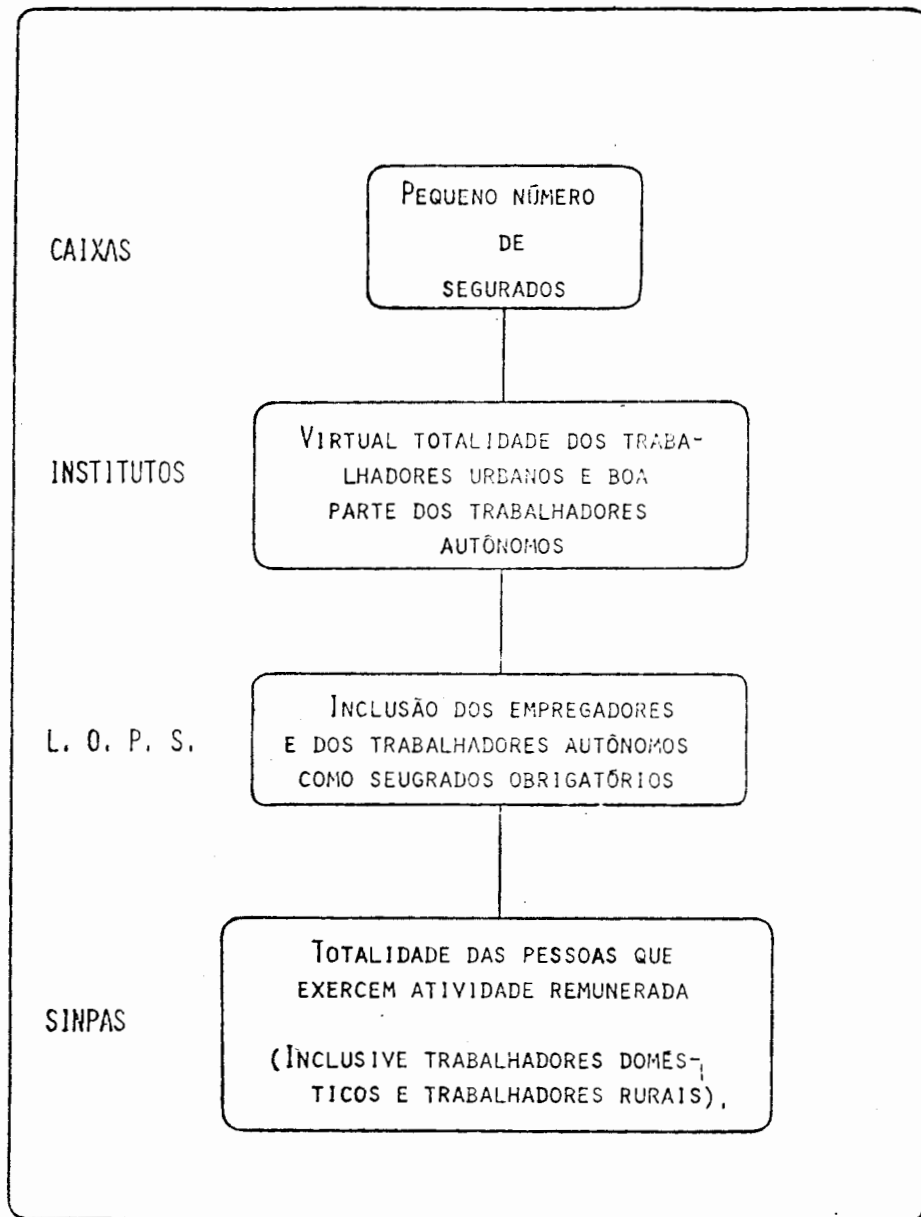 CAIXAS
PEQUENO NÚMERO
DE
SEGURADOS
INSTITUTOS
VIRTUAL TOTALIDADE DOS TRABA-
LHADORES URBANOS E BOA
PARTE DOS TRABALHADORES
AUTÔNOMOS
L. O. P. S.
INCLUSÃO DOS EMPREGADORES
E DOS TRABALHADORES AUTÔNOMOS
COMO SEUGRADOS OBRIGATÓRIOS
SINPAS
TOTALIDADE DAS PESSOAS QUE
EXERCEM ATIVIDADE REMUNERADA
(INCLUSIVE TRABALHADORES DOMÉS-
TICOS E TRABALHADORES RURAIS).